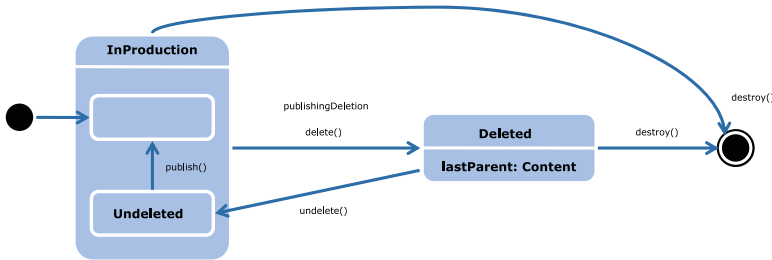 InProduction
destroy()
publishingDeletion
delete()
Deleted
destroy()
publish()
lastParent: Content
Undeleted
undelete()